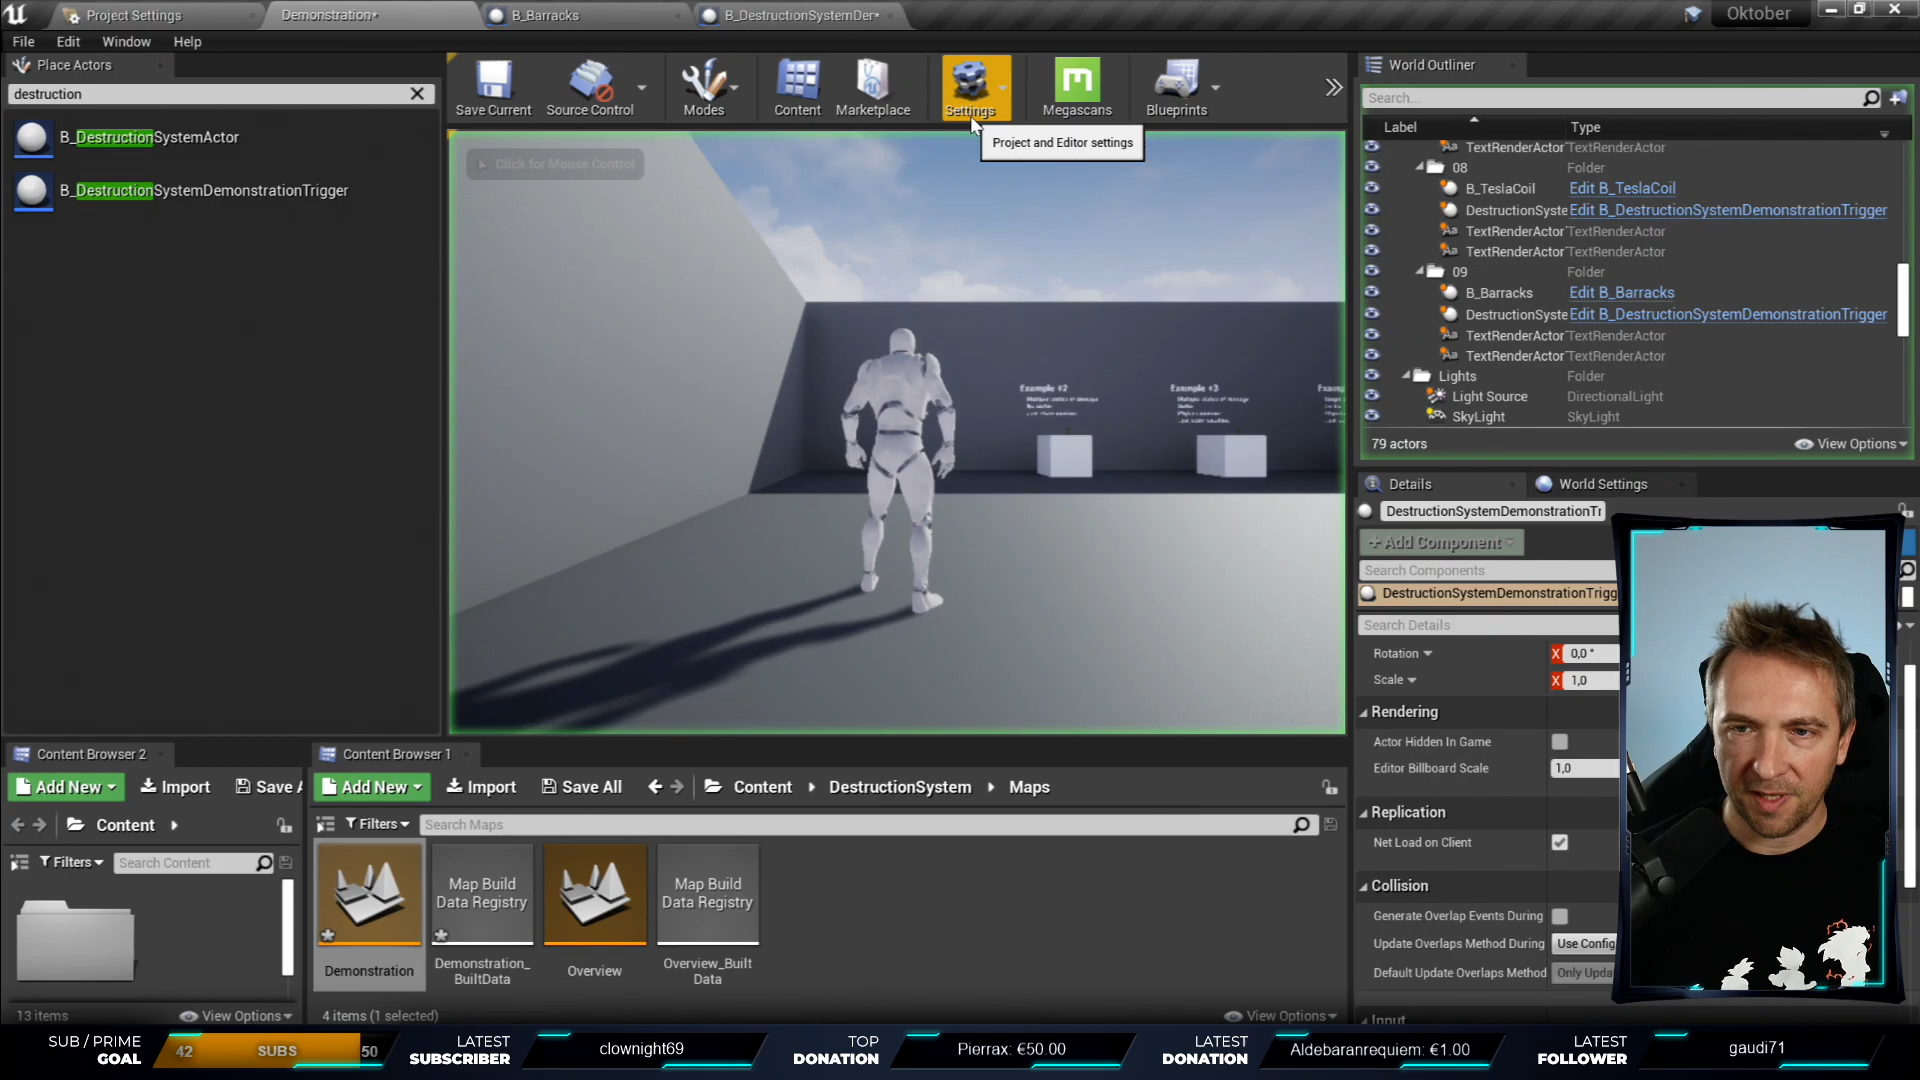 Project Settings
Demonstration*
B_Barracks
B_DestructionSystemDem*
Oktober
File
Edit
Window
Help
Place Actors
destruction
B_DestructionSystemActor
B_DestructionSystemDemonstrationTrigger
Save Current
Source Control
Modes
Content
Marketplace
Settings
Megascans
Blueprints
Project and Editor settings
Click for Mouse Control
Example #2
Example #3
World Outliner
Search...
Label
Type
TextRenderActor
TextRenderActor
08
Folder
B_TeslaCoil
Edit B_TeslaCoil
DestructionSyste
Edit B_DestructionSystemDemonstrationTrigger
TextRenderActor
TextRenderActor
TextRenderActor
TextRenderActor
09
Folder
B_Barracks
Edit B_Barracks
DestructionSyste
Edit B_DestructionSystemDemonstrationTrigger
TextRenderActor
TextRenderActor
TextRenderActor
TextRenderActor
Lights
Folder
Light Source
DirectionalLight
SkyLight
SkyLight
79 actors
View Options
Details
World Settings
DestructionSystemDemonstrationTr
+ Add Component
Search Components
DestructionSystemDemonstrationTrigg
Search Details
Rotation
X 0,0 °
Scale
X 1,0
Rendering
Actor Hidden In Game
Editor Billboard Scale
1,0
Replication
Net Load on Client
Collision
Generate Overlap Events During
Update Overlaps Method During
Use Config
Default Update Overlaps Method
Only Upda
Input
Content Browser 2
Add New
Import
Save A
Content
Filters
Search Content
13 items
View Options
Content Browser 1
Add New
Import
Save All
Content
DestructionSystem
Maps
Filters
Search Maps
Map Build
Data Registry
Map Build
Data Registry
Demonstration
Demonstration_
BuiltData
Overview
Overview_Built
Data
4 items (1 selected)
View Options
SUB / PRIME
GOAL
42
SUBS
50
LATEST
SUBSCRIBER
clownight69
TOP
DONATION
Pierrax: €50.00
LATEST
DONATION
Aldebaranrequiem: €1.00
LATEST
FOLLOWER
gaudi71